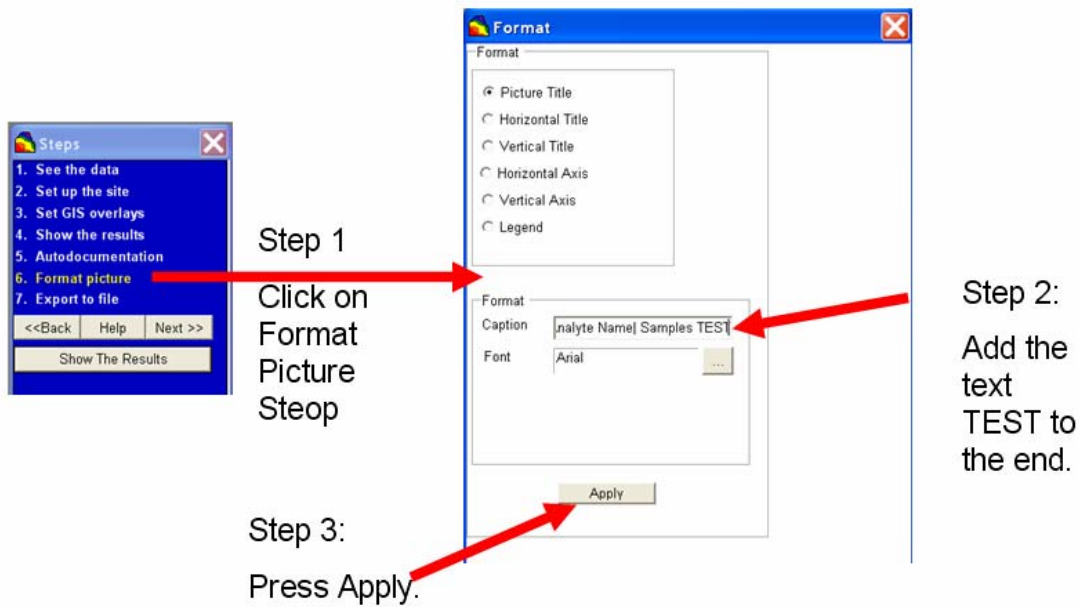 Steps
1. See the data
2. Set up the site
3. Set GIS overlays
4. Show the results
5. Autodocumentation
6. Format picture
7. Export to file
<<Back Help Next >>
Show The Results
Step 1
Click on
Format
Picture
Steop
Format
Format
Picture Title
Horizontal Title
Vertical Title
Horizontal Axis
Vertical Axis
Legend
Format
Caption .nalyte Name| Samples TEST
Font Arial ...
Apply
Step 2:
Add the
text
TEST to
the end.
Step 3:
Press Apply.